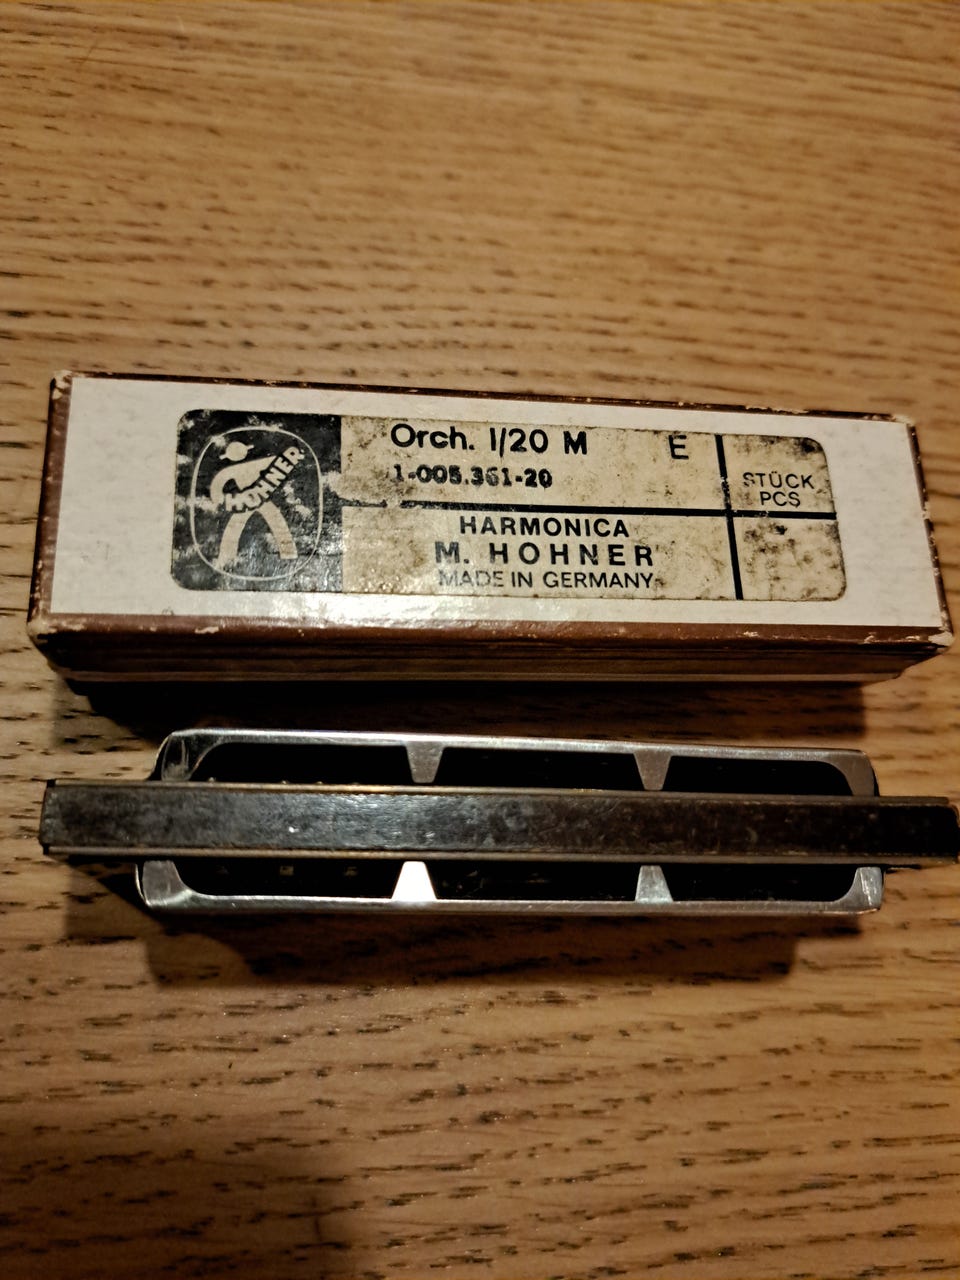 Orch. I/20 M E
1-005.361-20
STÜCK
PCS
HOHNER
HARMONICA
M. HOHNER
MADE IN GERMANY